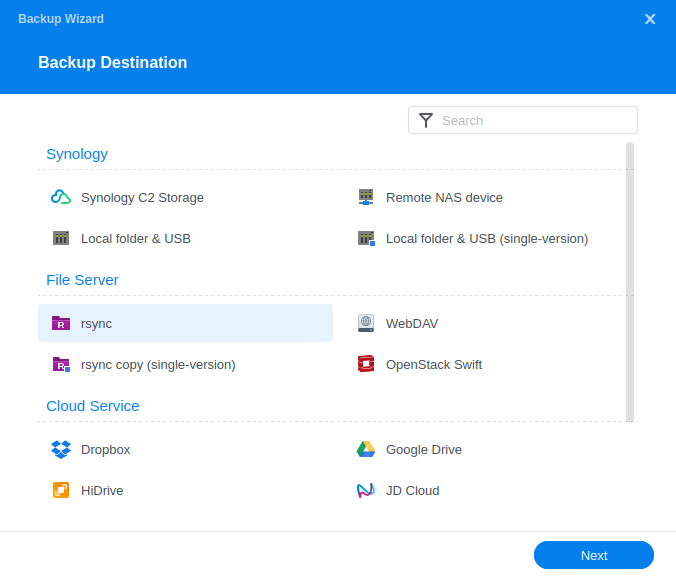 Backup Wizard
Backup Destination
Search
Synology
Synology C2 Storage
Remote NAS device
Local folder & USB
Local folder & USB (single-version)
File Server
rsync
WebDAV
rsync copy (single-version)
OpenStack Swift
Cloud Service
Dropbox
Google Drive
HiDrive
JD Cloud
Next